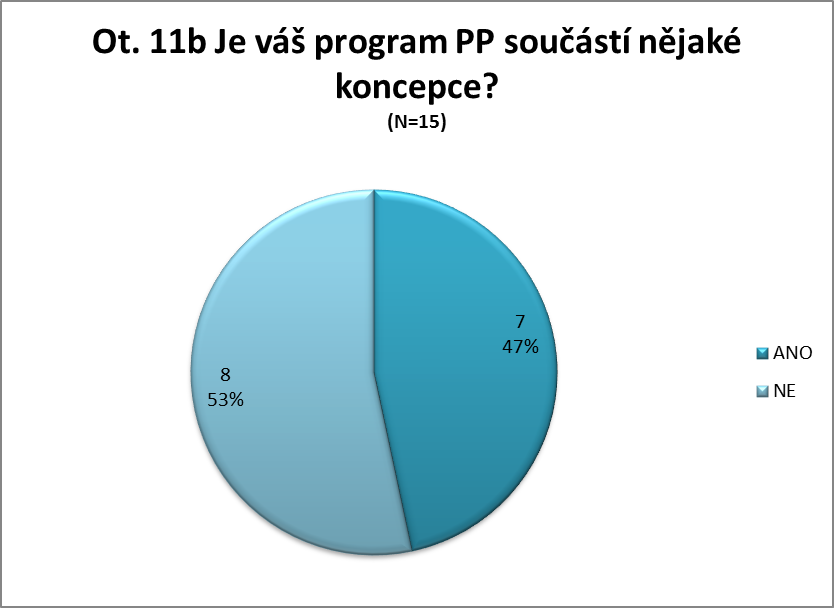 Ot. 11b Je váš program PP součástí nějaké
koncepce?
(N=15)
7
47%
8
53%
ANO
NE